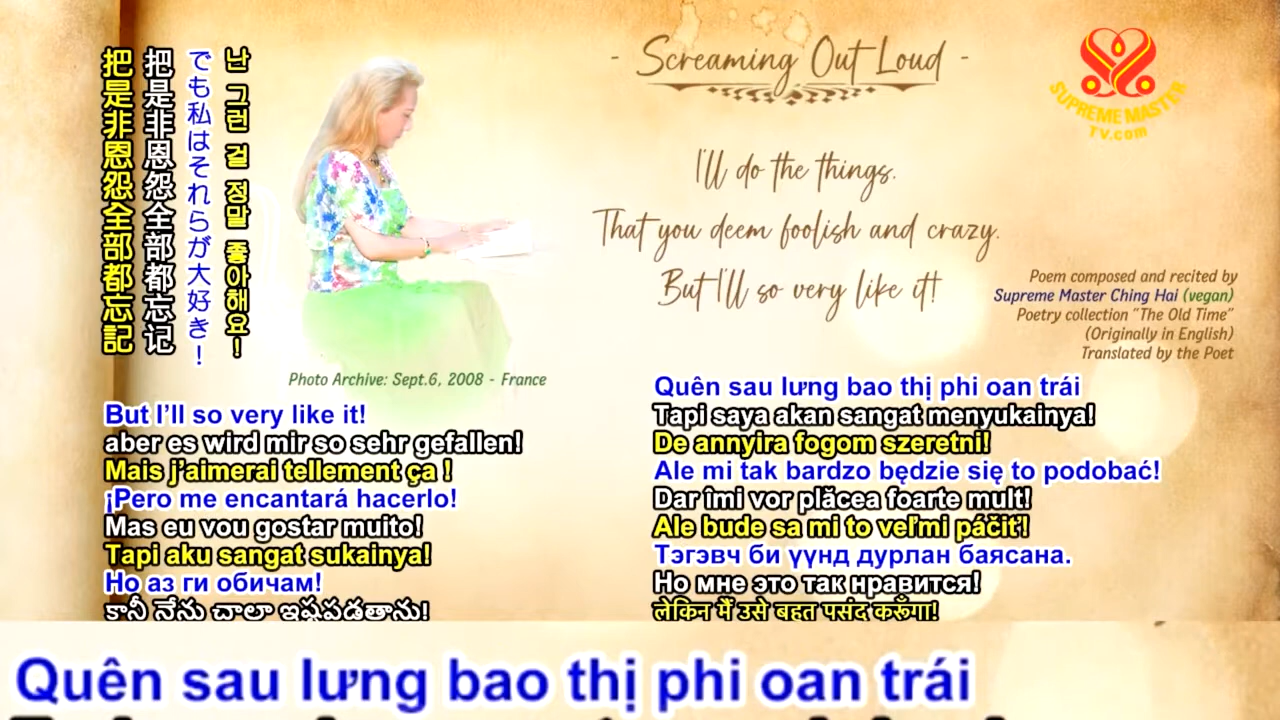 把是非恩怨全部都忘記
把是非恩怨全部都忘记
でも私はそれらが大好き!
난 그런 걸 정말 좋아해요!
- Screaming Out Loud -
I'll do the things.
That you deem foolish and crazy.
But I'll so very like it!
SUPREME MASTER
TV.com
Poem composed and recited by
Supreme Master Ching Hai (vegan)
Poetry collection "The Old Time"
(Originally in English)
Translated by the Poet
Photo Archive: Sept.6, 2008 - France
But I’ll so very like it!
aber es wird mir so sehr gefallen!
Mais j’aimerai tellement ça !
¡Pero me encantará hacerlo!
Mas eu vou gostar muito!
Tapi aku sangat sukainya!
Но аз ги обичам!
కానీ నేను చాలా ఇష్టపడతాను!
Quên sau lưng bao thị phi oan trái
Tapi saya akan sangat menyukainya!
De annyira fogom szeretni!
Ale mi tak bardzo będzie się to podobać!
Dar îmi vor plăcea foarte mult!
Ale bude sa mi to veľmi páčiť!
Тэгэвч би үүнд дурлан баясана.
Но мне это так нравится!
लेकिन मैं उसे बहुत पसंद करूँगा!
Quên sau lưng bao thị phi oan trái